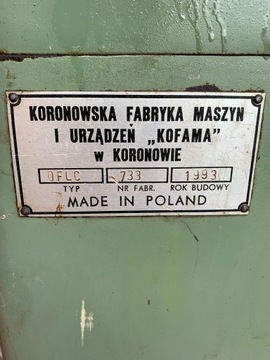 KORONOWSKA FABRYKA MASZYN
I URZĄDZEŃ „KOFAMA”
W KORONOWIE
OFLC 733 1993
TYP NR FABR. ROK BUDOWY
MADE IN POLAND